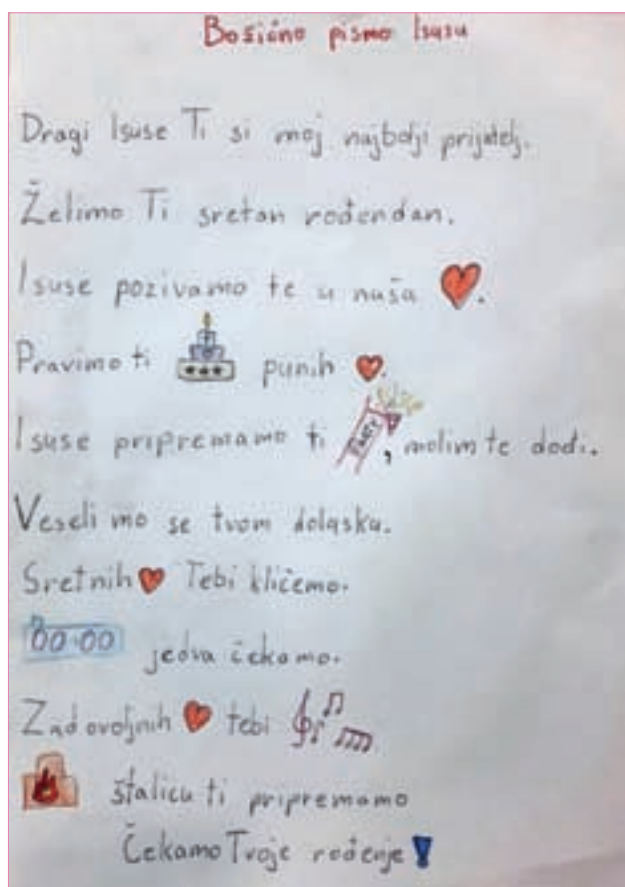 Božićno pismo Isusu
Dragi Isuse Ti si moj najbolji prijatelj.
Želimo Ti sretan rođendan.
Isuse pozivamo te u naša.
Pravimo ti punih.
Isuse pripremamo ti PARTY, molim te dođi.
Veselimo se tvom dolasku.
Sretnih Tebi kličemo.
00:00 jedva čekamo.
Zadovoljnih tebi
štalicu ti pripremamo
Čekamo Tvoje rođenje!